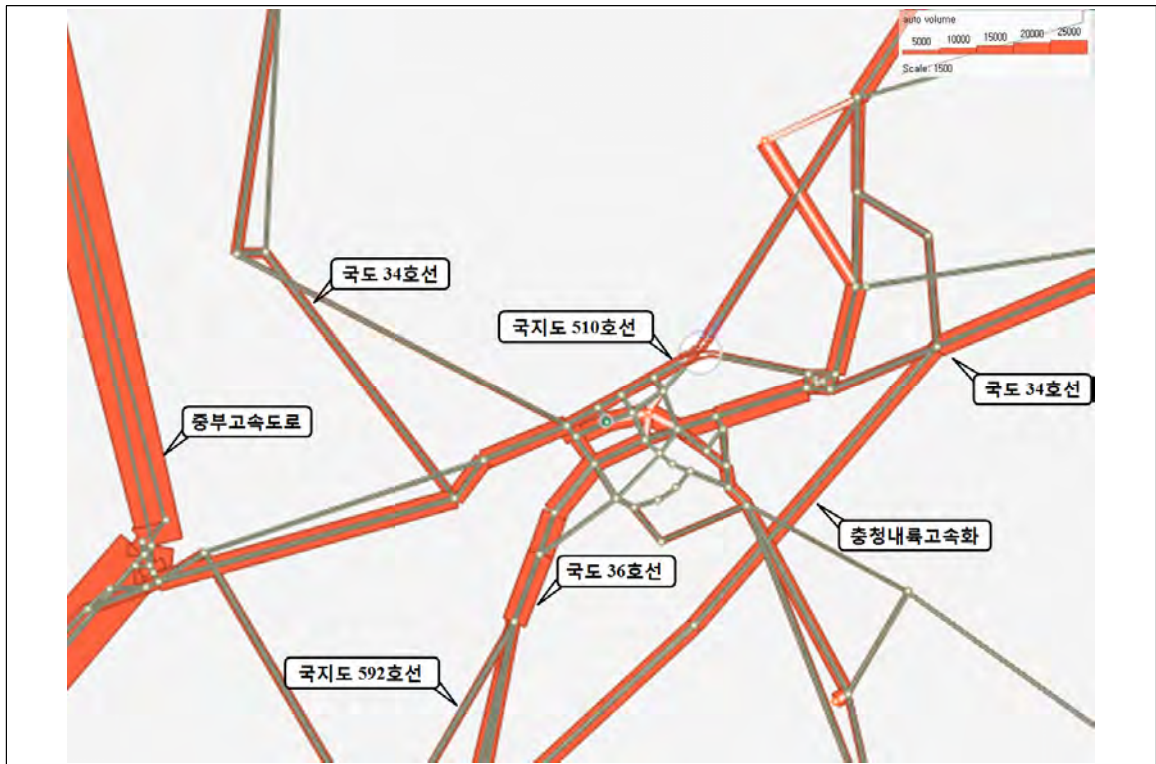 auto volume
5000 10000 15000 20000 25000
Scale: 1500
국도 34호선
국지도 510호선
국도 34호선
중부고속도로
충청내륙고속화
국도 36호선
국지도 592호선